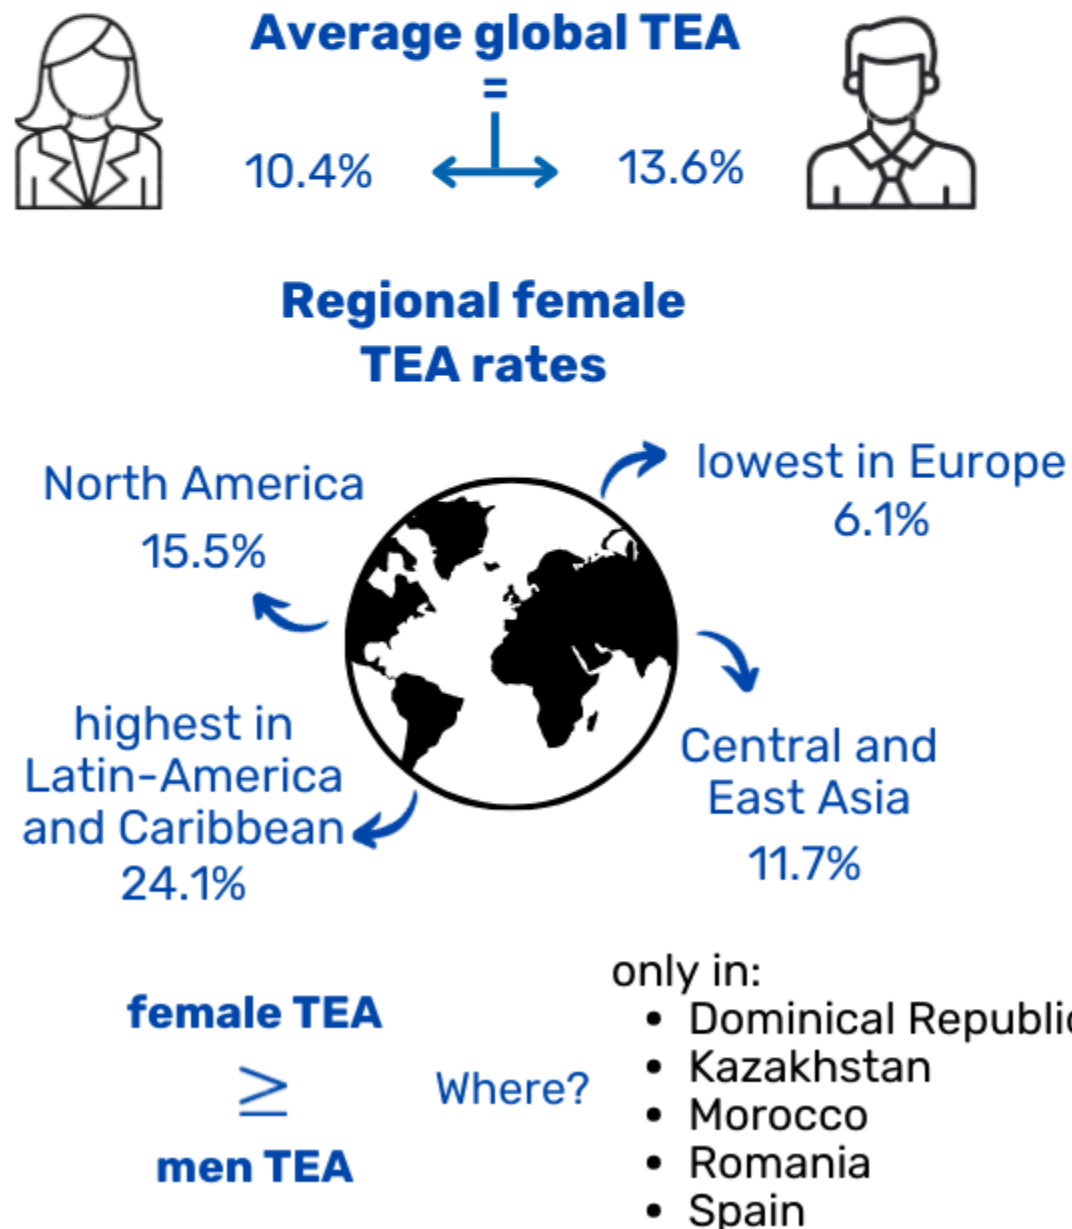 Average global TEA
=
10.4%
13.6%
Regional female
TEA rates
North America
15.5%
lowest in Europe
6.1%
highest in
Latin-America
and Caribbean
24.1%
Central and
East Asia
11.7%
female TEA
≥
men TEA
Where?
only in:
• Dominical Republic
• Kazakhstan
• Morocco
• Romania
• Spain